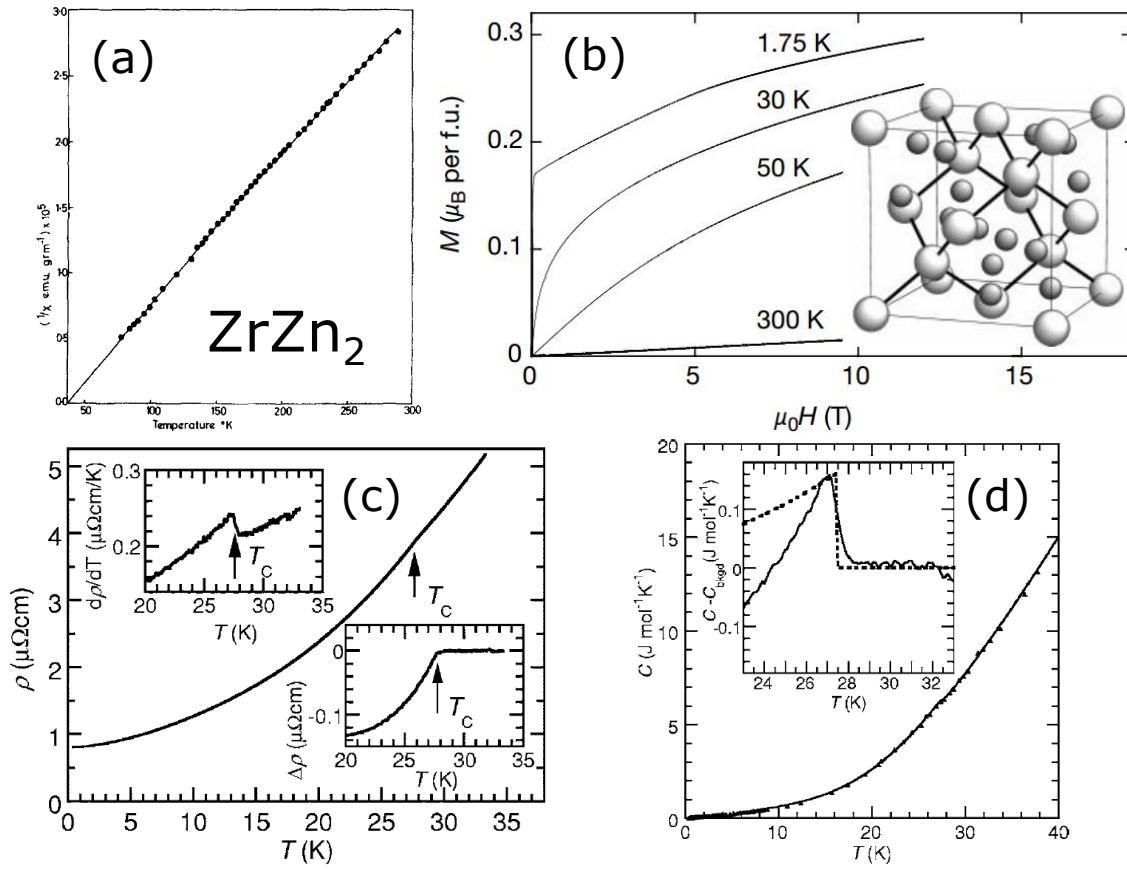 (a)
3·0
2·5
2·0
1·5
1·0
0·5
0·0
(1/χ emu. grm⁻¹) × 10⁵
50 100 150 200 250 300
Temperature °K
ZrZn₂
(b)
0.3
0.2
0.1
0
M (μB per f.u.)
1.75 K
30 K
50 K
300 K
0 5 10 15
μ₀H (T)
(c)
5
4
3
2
1
0
ρ (μΩcm)
0 5 10 15 20 25 30 35
T (K)
TC
0.3
0.2
dρ/dT (μΩcm/K)
TC
20 25 30 35
T (K)
0
-0.1
Δρ (μΩcm)
TC
20 25 30 35
T (K)
(d)
20
15
10
5
0
C (J mol⁻¹K⁻¹)
0 10 20 30 40
T (K)
0.1
0
-0.1
C -Cbkgd
(J mol⁻¹K⁻¹)
24 26 28 30 32
T (K)